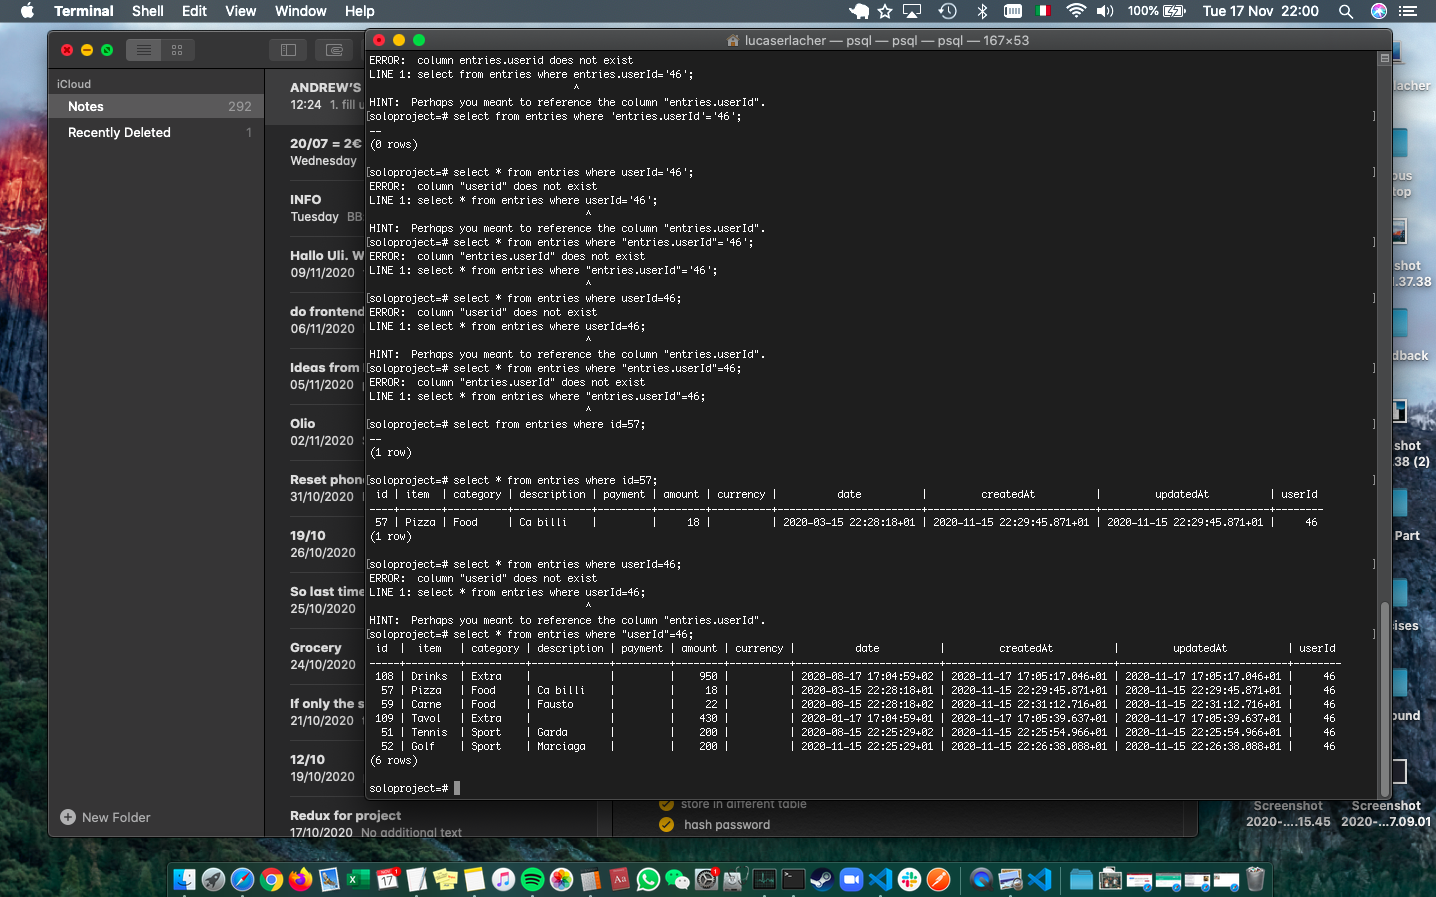 Terminal Shell Edit View Window Help 100% Tue 17 Nov 22:00
lucaserlacher — psql — psql — psql — 167×53
iCloud
Notes 292
Recently Deleted 1
New Folder
ANDREW'S
12:24 1. fill u
20/07 = 2€
Wednesday
INFO
Tuesday BB
Hallo Uli. W
09/11/2020
do frontend
06/11/2020
Ideas from
05/11/2020
Olio
02/11/2020
Reset phon
31/10/2020
19/10
26/10/2020
So last time
25/10/2020
Grocery
24/10/2020
If only the s
21/10/2020
12/10
19/10/2020
Redux for project
17/10/2020 No additional text
ERROR:  column entries.userid does not exist
LINE 1: select from entries where entries.userId='46';
^
HINT:  Perhaps you meant to reference the column "entries.userId".
[soloproject=# select from entries where 'entries.userId'='46'; ]
--
(0 rows)
[soloproject=# select * from entries where userId='46'; ]
ERROR:  column "userid" does not exist
LINE 1: select * from entries where userId='46';
^
HINT:  Perhaps you meant to reference the column "entries.userId".
[soloproject=# select * from entries where "entries.userId"='46'; ]
ERROR:  column "entries.userId" does not exist
LINE 1: select * from entries where "entries.userId"='46';
^
[soloproject=# select * from entries where userId=46; ]
ERROR:  column "userid" does not exist
LINE 1: select * from entries where userId=46;
^
HINT:  Perhaps you meant to reference the column "entries.userId".
[soloproject=# select * from entries where "entries.userId"=46; ]
ERROR:  column "entries.userId" does not exist
LINE 1: select * from entries where "entries.userId"=46;
^
[soloproject=# select from entries where id=57; ]
--
(1 row)
[soloproject=# select * from entries where id=57; ]
id | item | category | description | payment | amount | currency | date | createdAt | updatedAt | userId
57 | Pizza | Food | Ca billi | | 18 | | 2020-03-15 22:28:18+01 | 2020-11-15 22:29:45.871+01 | 2020-11-15 22:29:45.871+01 | 46
(1 row)
[soloproject=# select * from entries where userId=46; ]
ERROR:  column "userid" does not exist
LINE 1: select * from entries where userId=46;
^
HINT:  Perhaps you meant to reference the column "entries.userId".
[soloproject=# select * from entries where "userId"=46; ]
id | item | category | description | payment | amount | currency | date | createdAt | updatedAt | userId
108 | Drinks | Extra | | | 950 | | 2020-08-17 17:04:59+02 | 2020-11-17 17:05:17.046+01 | 2020-11-17 17:05:17.046+01 | 46
57 | Pizza | Food | Ca billi | | 18 | | 2020-03-15 22:28:18+01 | 2020-11-15 22:29:45.871+01 | 2020-11-15 22:29:45.871+01 | 46
59 | Carne | Food | Fausto | | 22 | | 2020-08-15 22:28:18+02 | 2020-11-15 22:31:12.716+01 | 2020-11-15 22:31:12.716+01 | 46
109 | Tavol | Extra | | | 430 | | 2020-01-17 17:04:59+01 | 2020-11-17 17:05:39.637+01 | 2020-11-17 17:05:39.637+01 | 46
51 | Tennis | Sport | Garda | | 200 | | 2020-08-15 22:25:29+02 | 2020-11-15 22:25:54.966+01 | 2020-11-15 22:25:54.966+01 | 46
52 | Golf | Sport | Marciaga | | 200 | | 2020-11-15 22:25:29+01 | 2020-11-15 22:26:38.088+01 | 2020-11-15 22:26:38.088+01 | 46
(6 rows)
soloproject=#
store in different table
hash password
lacher
ous
top
shot
.37.38
dback
shot
.38 (2)
Part
ises
ound
Screenshot
2020-....15.45
Screenshot
2020-...7.09.01
NOV
17
1
Aa
1